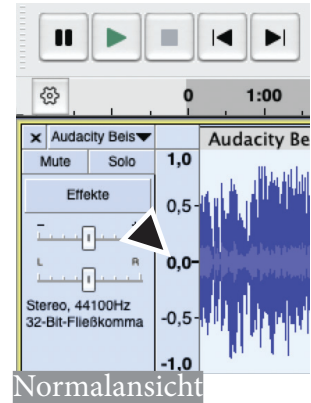 0 1:00
× Audacity Beis▼ Audacity Be
Mute Solo 1,0
Effekte
0,5
- +
0,0
L R
Stereo, 44100Hz
32-Bit-Fließkomma -0,5
-1,0
Normalansicht